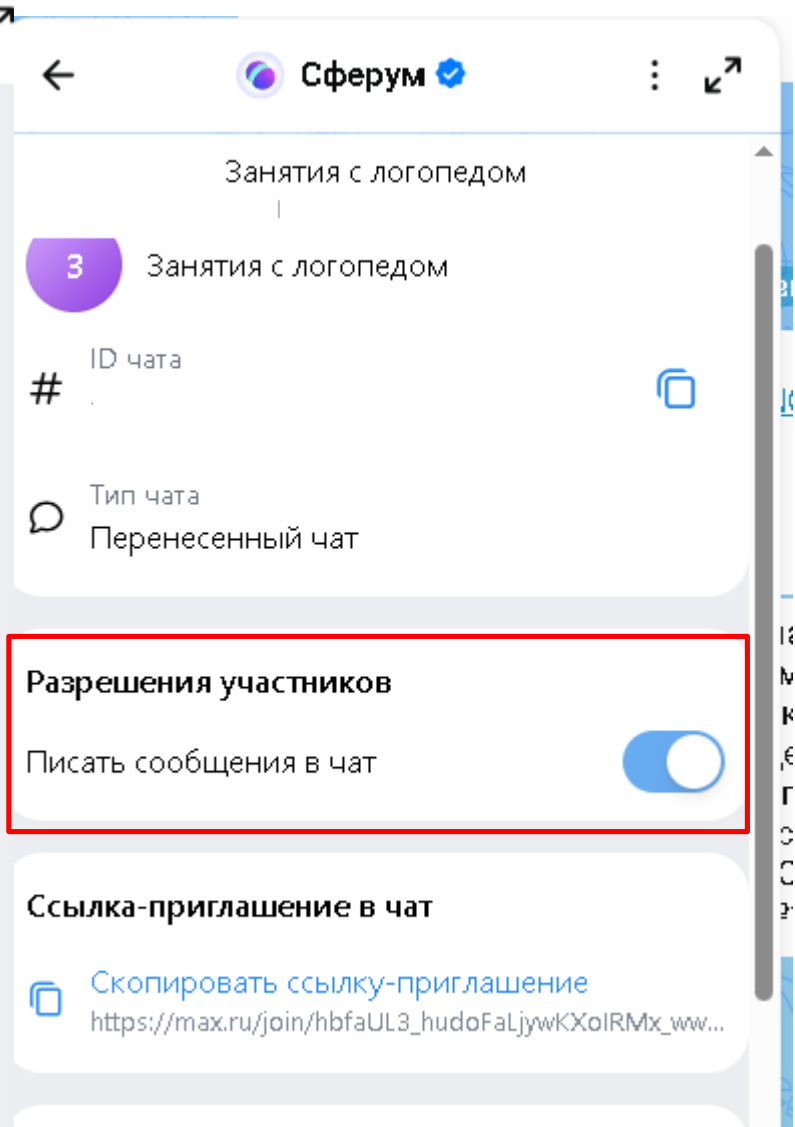 Сферум
Занятия с логопедом
З
Занятия с логопедом
ID чата
#
Тип чата
Перенесенный чат
Разрешения участников
Писать сообщения в чат
Ссылка-приглашение в чат
Скопировать ссылку-приглашение
https://max.ru/join/hbfaUL3_hudoFaLjywKXoIRMx_ww...